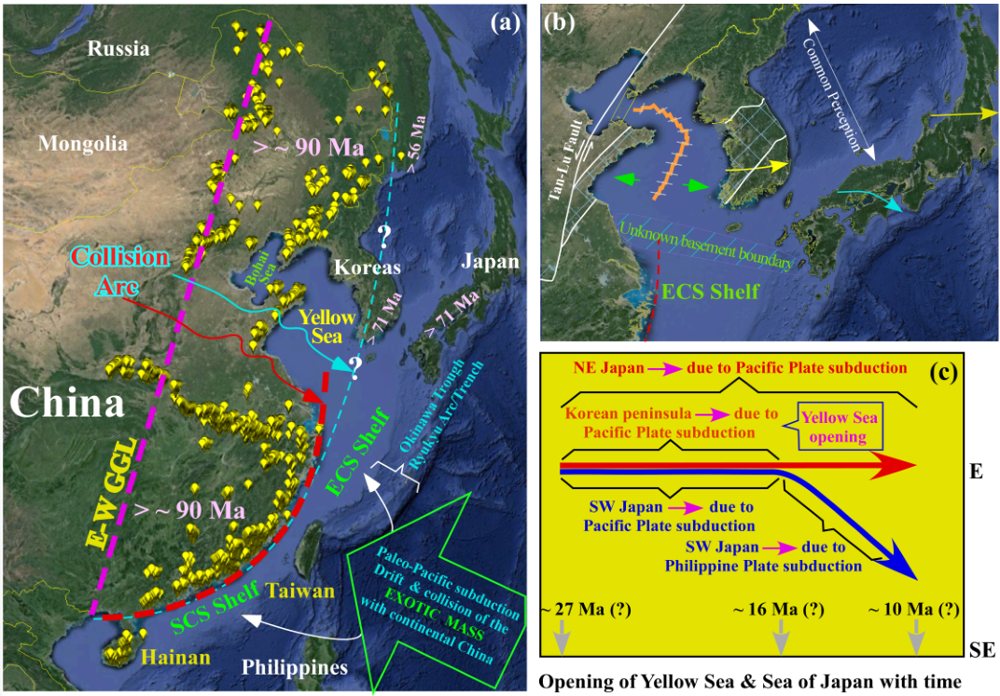 (a)
Russia
Mongolia
> ~ 90 Ma
> 56 Ma
?
Collision
Arc
Bohai
Sea
Koreas
Japan
Yellow
Sea
> 71 Ma
> 71 Ma
?
China
E-W GGL
> ~ 90 Ma
Okinawa Trough
Ryukyu Arc/Trench
ECS Shelf
SCS Shelf
Taiwan
Hainan
Philippines
Paleo-Pacific subduction
Drift & collision of the
EXOTIC MASS
with continental China
(b)
Common Perception
Tan-Lu Fault
Unknown basement boundary
ECS Shelf
(c)
NE Japan → due to Pacific Plate subduction
Korean peninsula → due to
Pacific Plate subduction
Yellow Sea
opening
E
SW Japan → due to
Pacific Plate subduction
SW Japan → due to
Philippine Plate subduction
~ 27 Ma (?)
~ 16 Ma (?)
~ 10 Ma (?)
SE
Opening of Yellow Sea & Sea of Japan with time